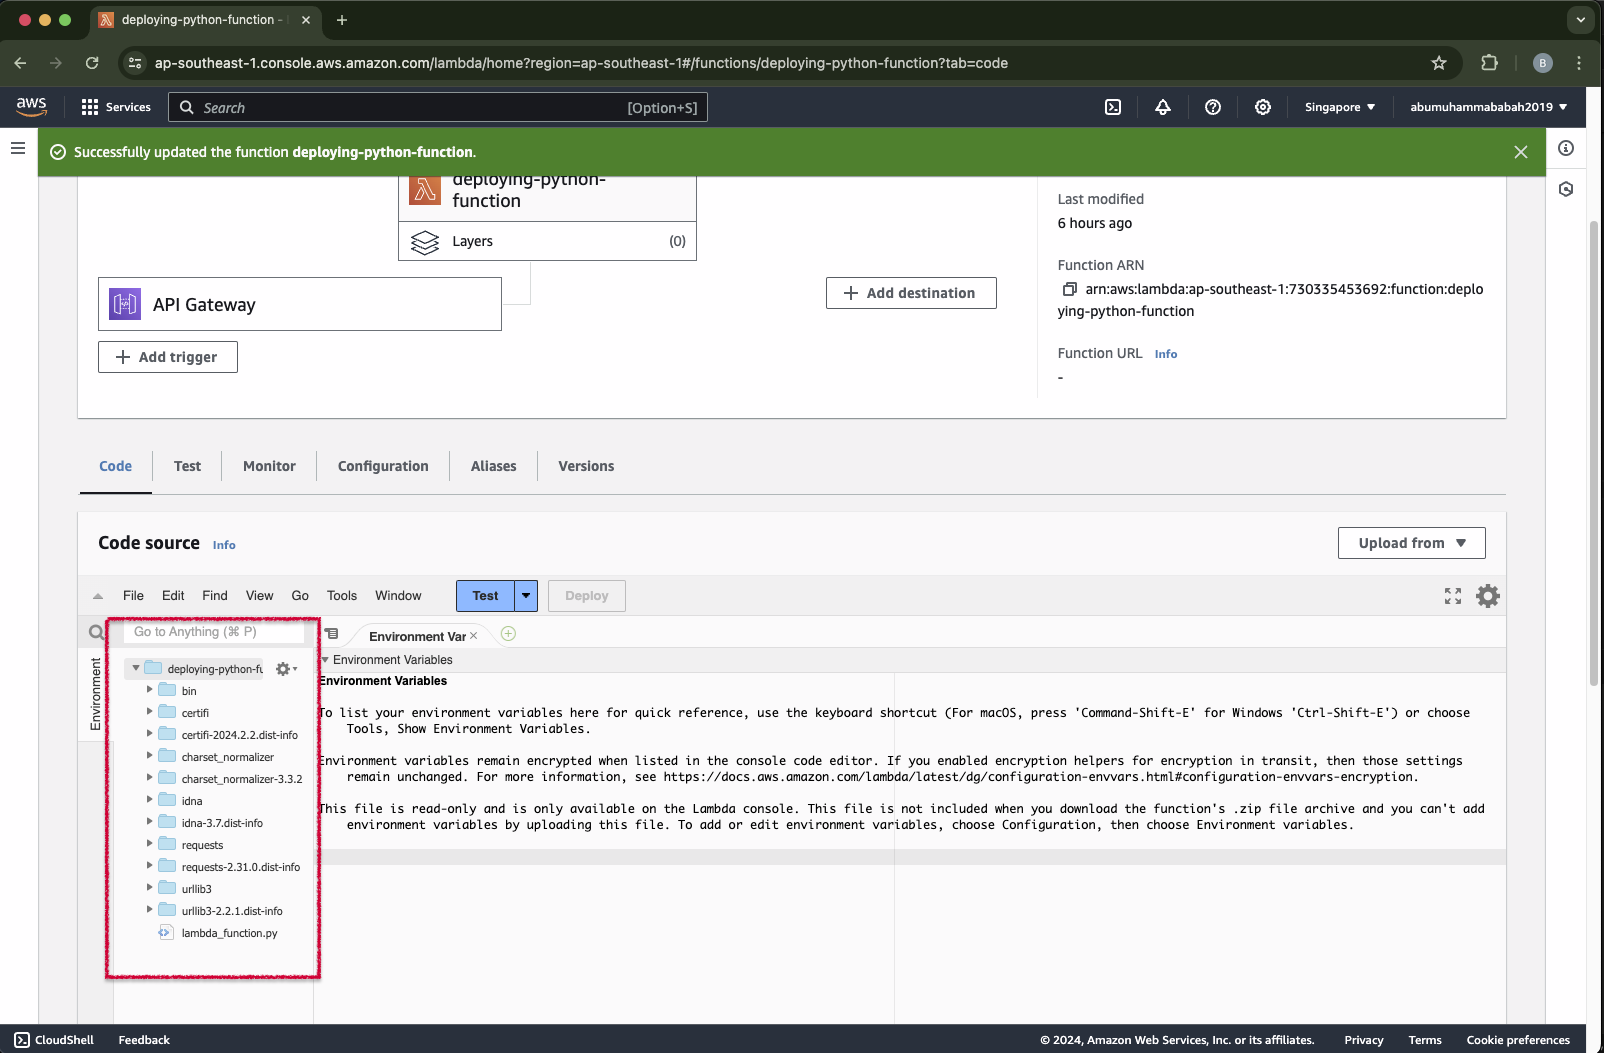 deploying-python-function -
ap-southeast-1.console.aws.amazon.com/lambda/home?region=ap-southeast-1#/functions/deploying-python-function?tab=code
B
aws
Services
Search
[Option+S]
Singapore
abumuhammababah2019
Successfully updated the function deploying-python-function.
deploying-python-
function
Layers
(0)
API Gateway
Add trigger
Add destination
Last modified
6 hours ago
Function ARN
arn:aws:lambda:ap-southeast-1:730335453692:function:deplo
ying-python-function
Function URL Info
-
Code
Test
Monitor
Configuration
Aliases
Versions
Code source Info
Upload from
File Edit Find View Go Tools Window
Test
Deploy
Go to Anything (⌘ P)
Environment
deploying-python-fu
bin
certifi
certifi-2024.2.2.dist-info
charset_normalizer
charset_normalizer-3.3.2
idna
idna-3.7.dist-info
requests
requests-2.31.0.dist-info
urllib3
urllib3-2.2.1.dist-info
lambda_function.py
Environment Var
Environment Variables
Environment Variables
To list your environment variables here for quick reference, use the keyboard shortcut (For macOS, press 'Command-Shift-E' for Windows 'Ctrl-Shift-E') or choose
Tools, Show Environment Variables.
Environment variables remain encrypted when listed in the console code editor. If you enabled encryption helpers for encryption in transit, then those settings
remain unchanged. For more information, see https://docs.aws.amazon.com/lambda/latest/dg/configuration-envvars.html#configuration-envvars-encryption.
This file is read-only and is only available on the Lambda console. This file is not included when you download the function's .zip file archive and you can't add
environment variables by uploading this file. To add or edit environment variables, choose Configuration, then choose Environment variables.
CloudShell
Feedback
© 2024, Amazon Web Services, Inc. or its affiliates.
Privacy
Terms
Cookie preferences